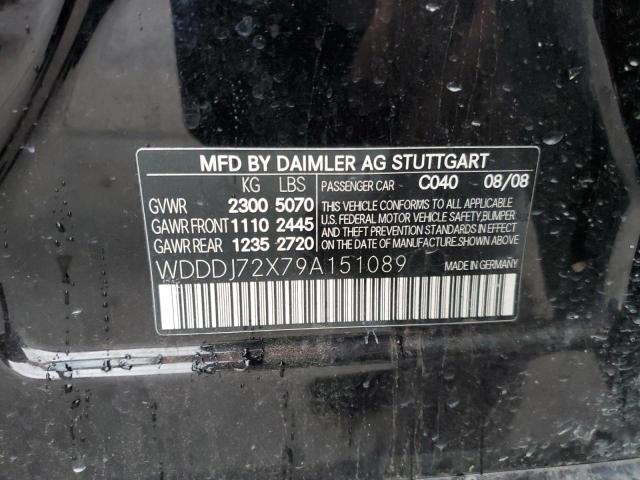 MFD BY DAIMLER AG STUTTGART
KG LBS
GVWR 2300 5070
GAWR FRONT 1110 2445
GAWR REAR 1235 2720
PASSENGER CAR C040 08/08
THIS VEHICLE CONFORMS TO ALL APPLICABLE
U.S. FEDERAL MOTOR VEHICLE SAFETY, BUMPER
AND THEFT PREVENTION STANDARDS IN EFFECT
ON THE DATE OF MANUFACTURE SHOWN ABOVE.
WDDDJ72X79A151089 MADE IN GERMANY